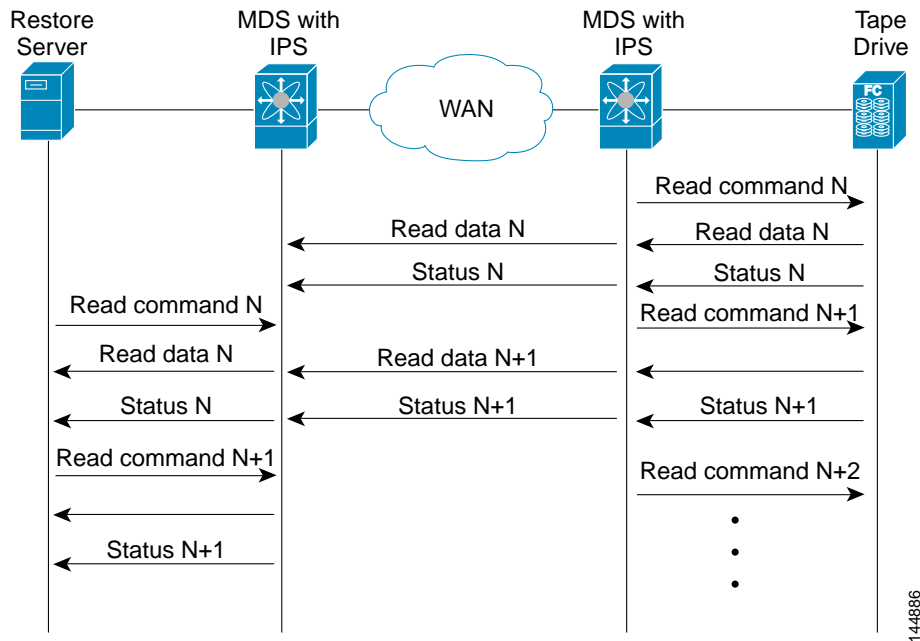 Restore
Server
MDS with
IPS
MDS with
IPS
Tape
Drive
WAN
FC
Read command N
Read data N
Read data N
Status N
Status N
Read command N
Read command N+1
Read data N
Read data N+1
Status N
Status N+1
Status N+1
Read command N+1
Read command N+2
Status N+1
144886